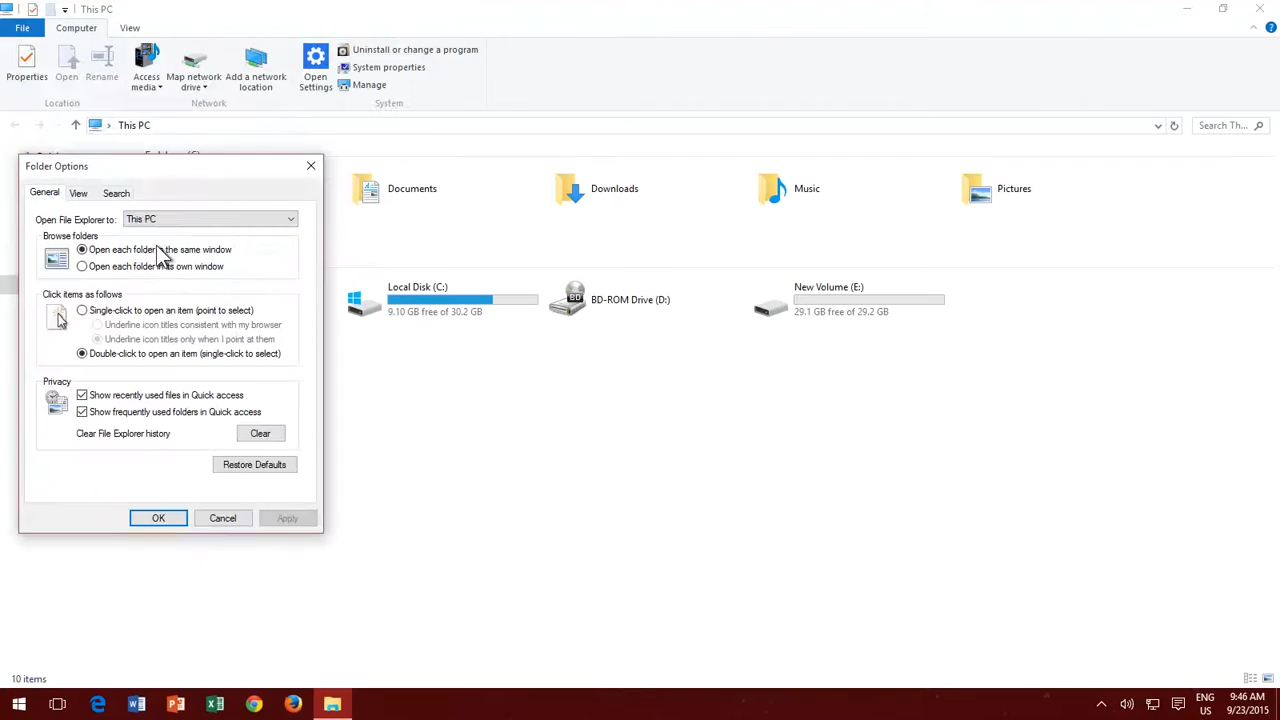 This PC
File Computer View
Properties Open Rename Access media Map network drive Add a network location Open Settings
Uninstall or change a program
System properties
Manage
Location Network System
This PC
Search Th...
Folder Options
General View Search
Open File Explorer to: This PC
Browse folders
Open each folder the same window
Open each folder in its own window
Click items as follows
Single-click to open an item (point to select)
Underline icon titles consistent with my browser
Underline icon titles only when I point at them
Double-click to open an item (single-click to select)
Privacy
Show recently used files in Quick access
Show frequently used folders in Quick access
Clear File Explorer history Clear
Restore Defaults
OK Cancel Apply
Documents Downloads Music Pictures
Local Disk (C:)
9.10 GB free of 30.2 GB
BD
BD-ROM Drive (D:)
New Volume (E:)
29.1 GB free of 29.2 GB
10 items
ENG
US
9:46 AM
9/23/2015